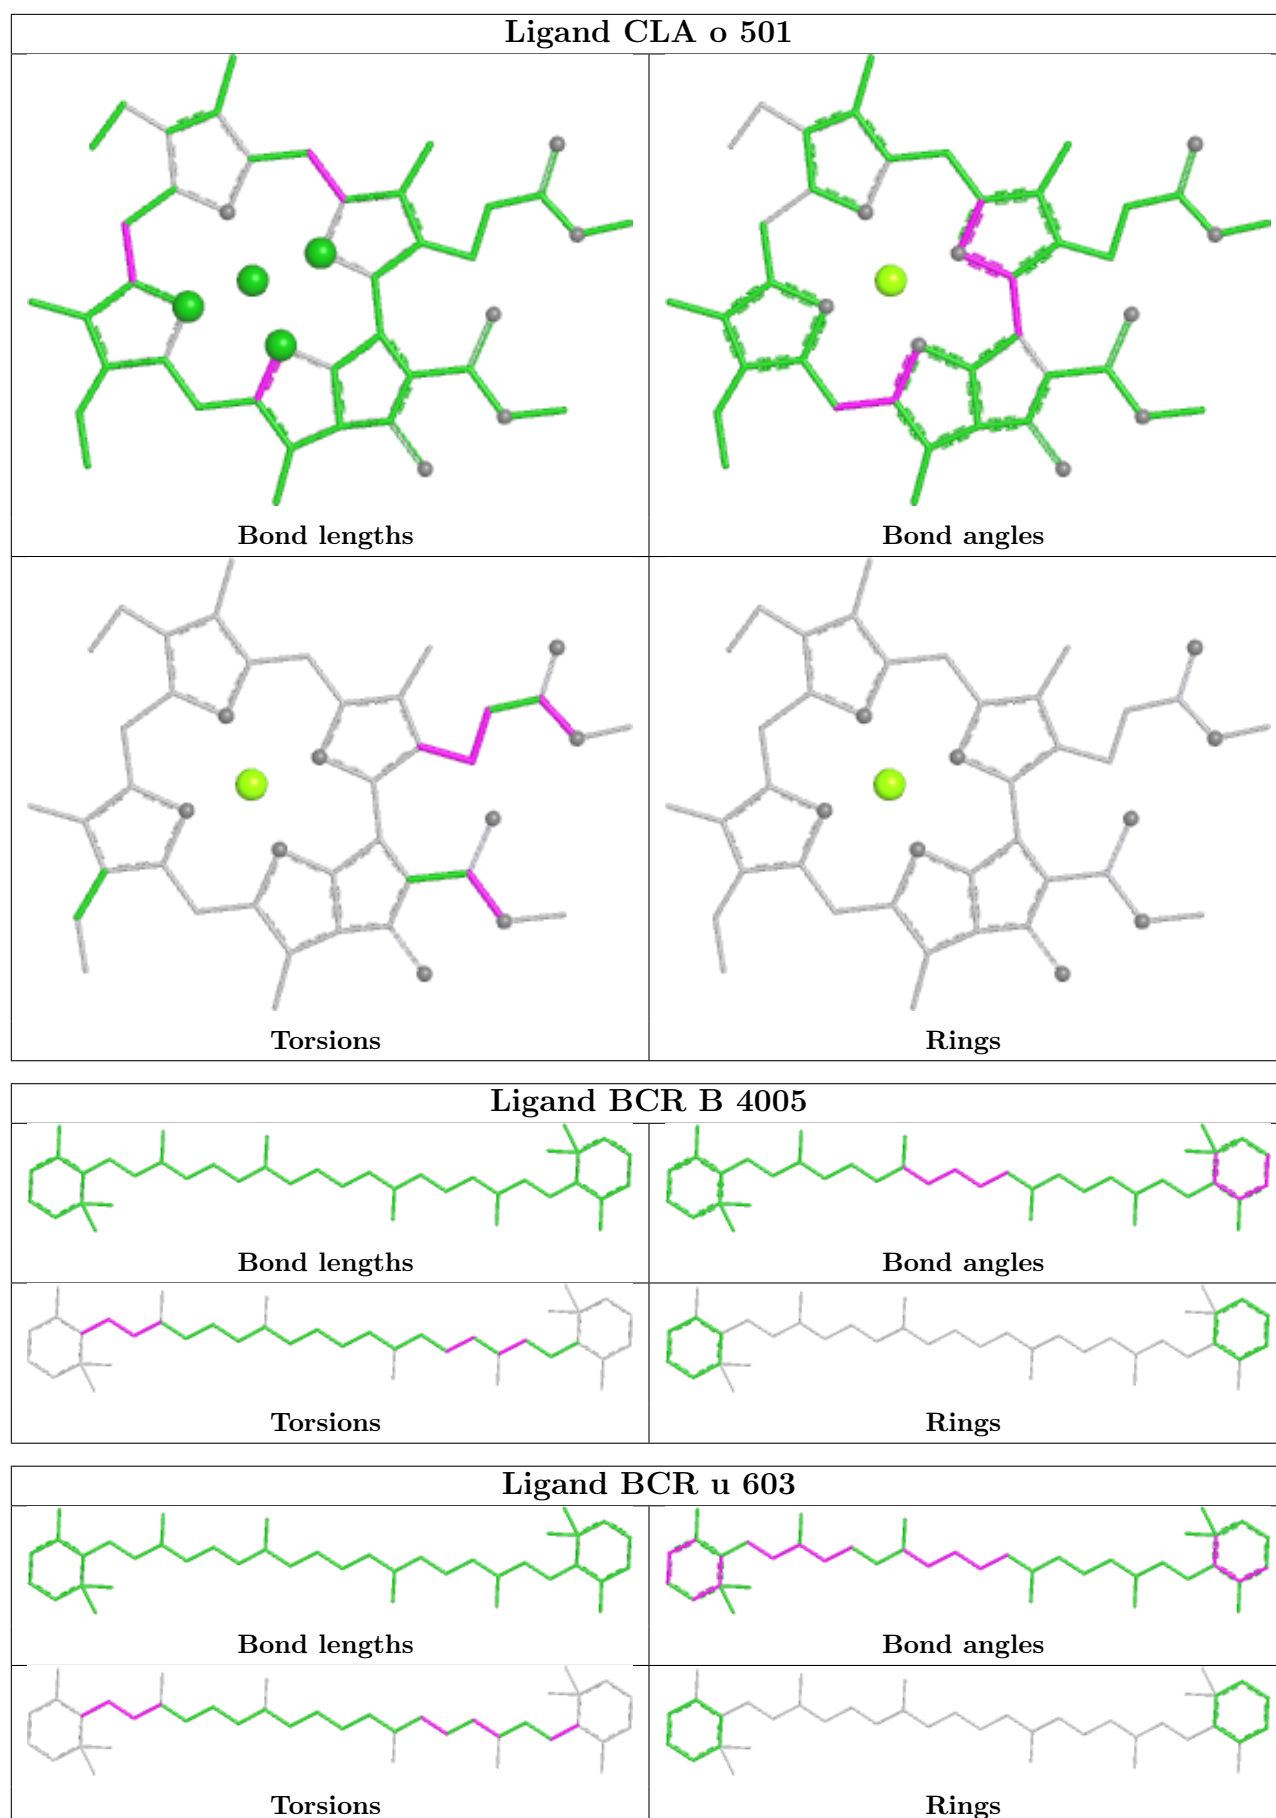 Ligand CLA o 501
Bond lengths
Bond angles
Torsions
Rings
Ligand BCR B 4005
Bond lengths
Bond angles
Torsions
Rings
Ligand BCR u 603
Bond lengths
Bond angles
Torsions
Rings